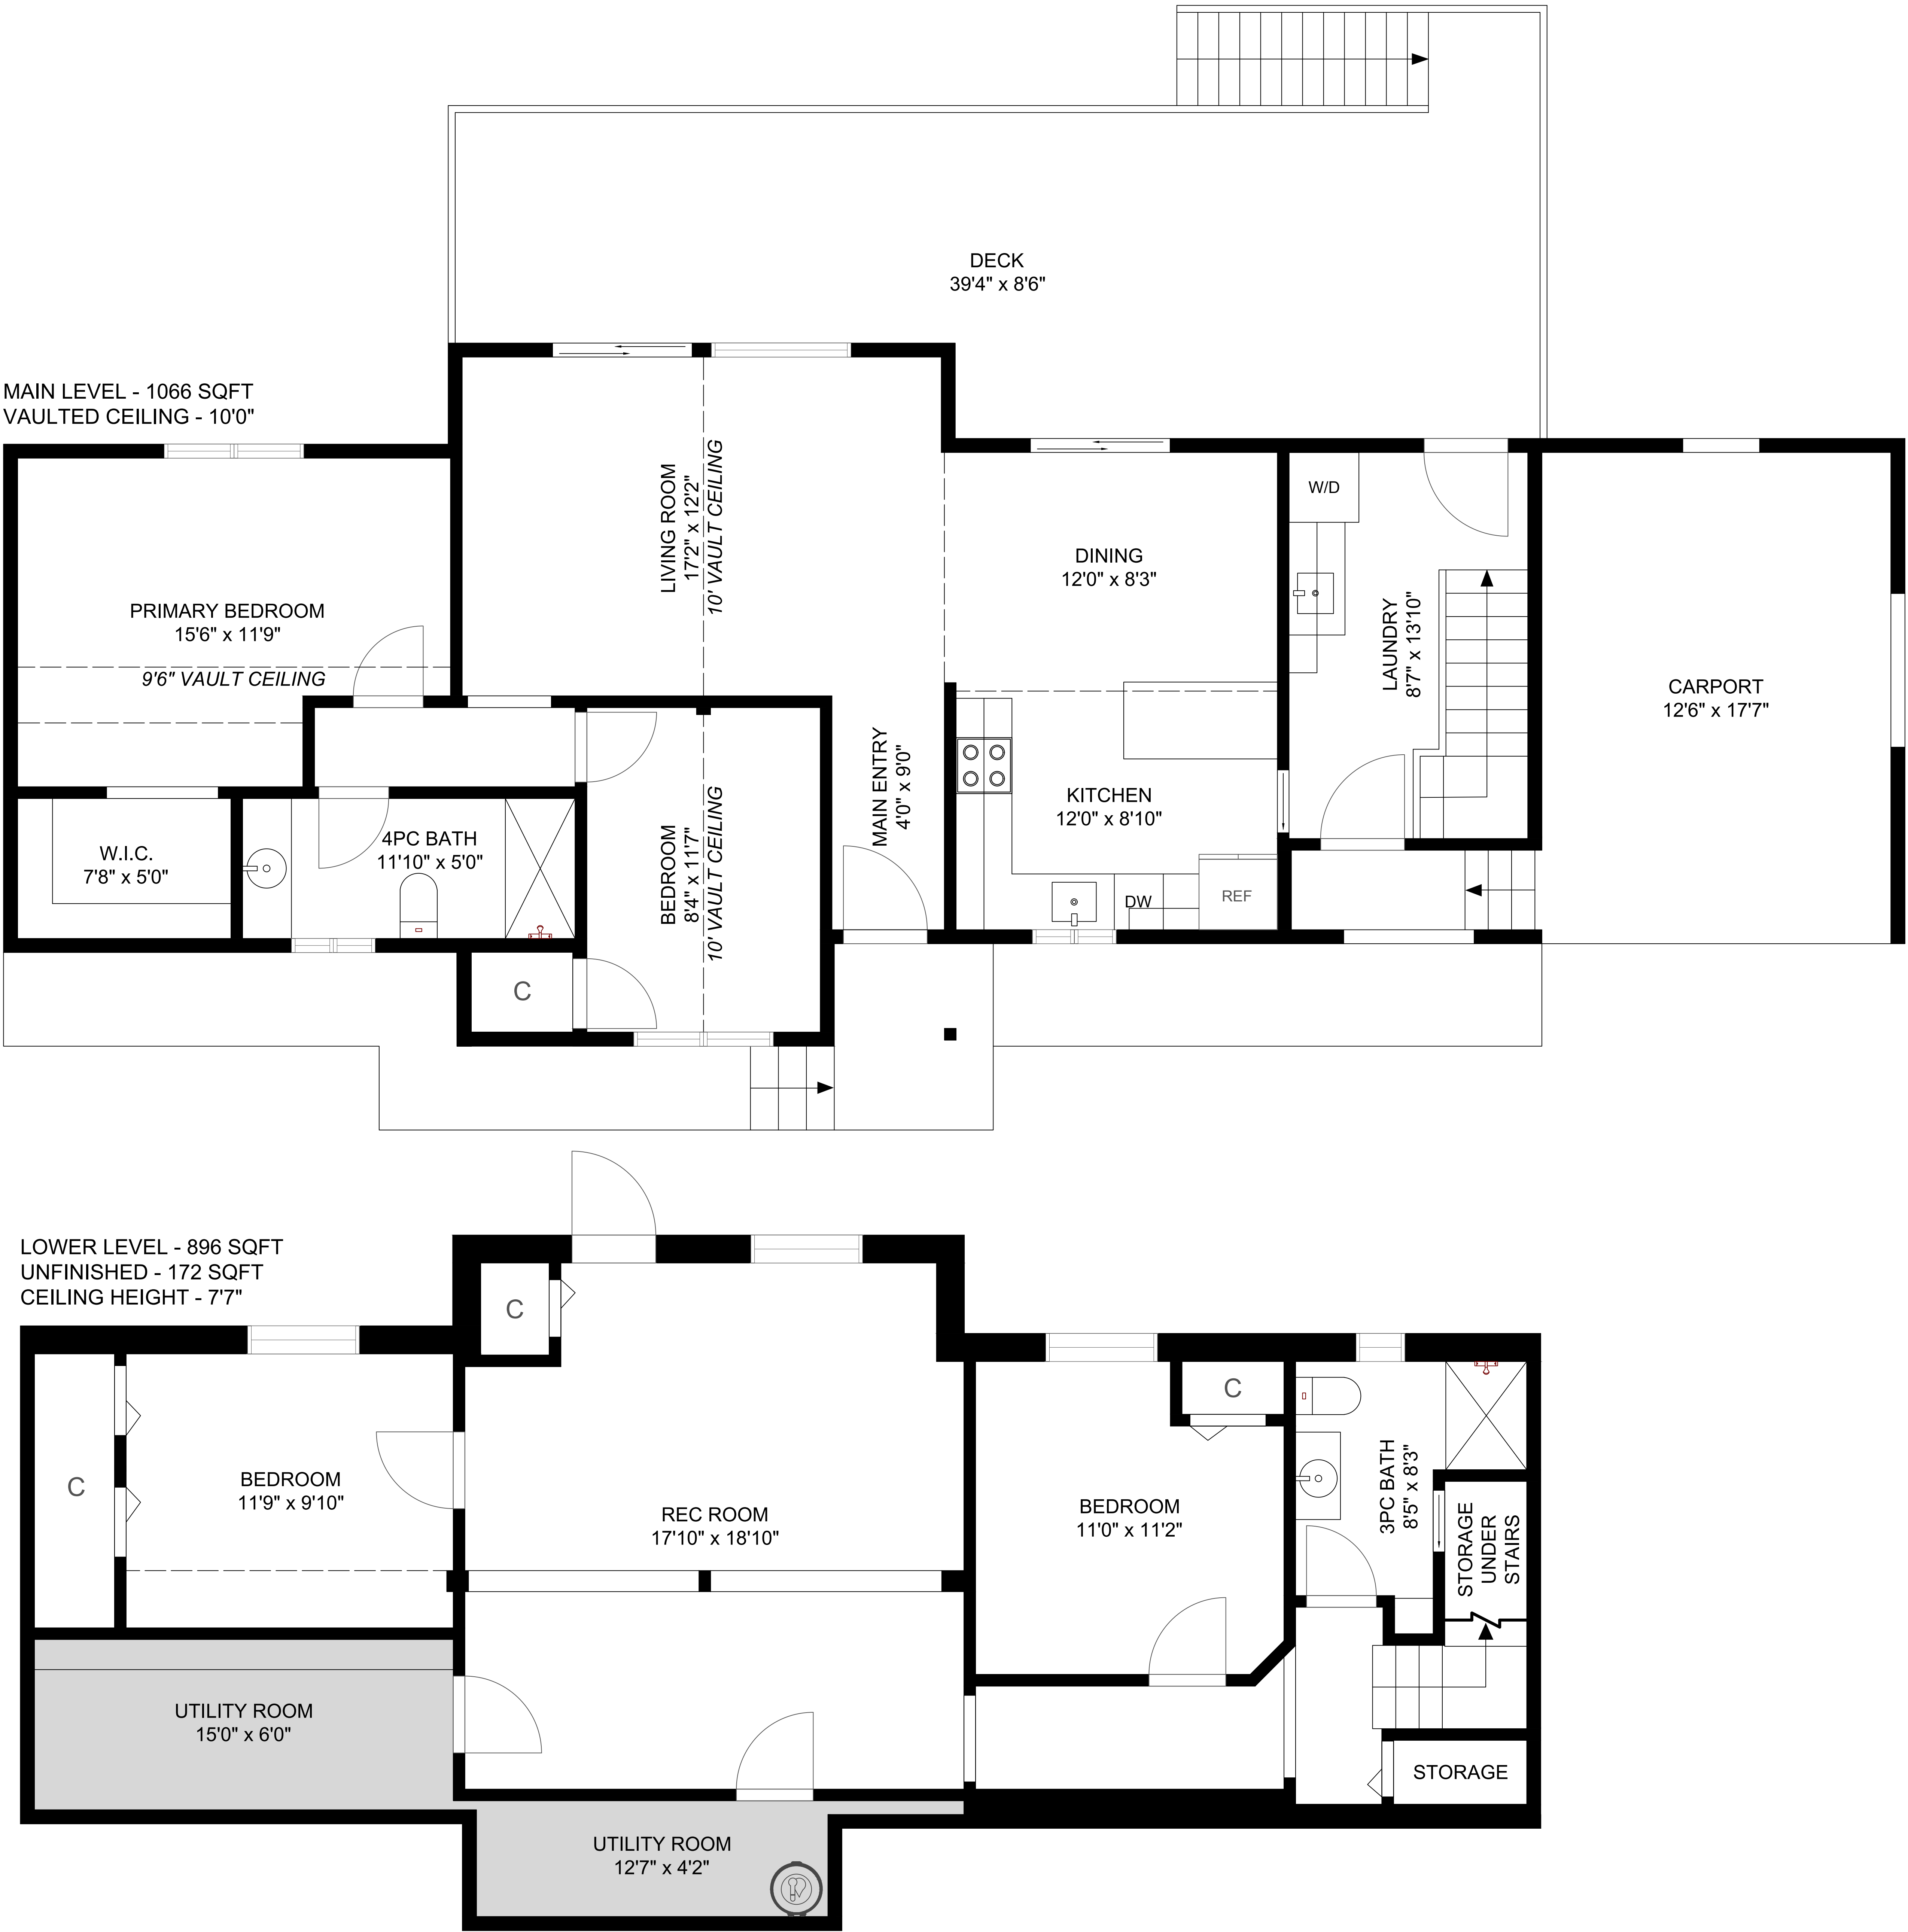 DECK
39'4" x 8'6"
MAIN LEVEL - 1066 SQFT
VAULTED CEILING - 10'0"
LIVING ROOM
17'2" x 12'2"
10' VAULT CEILING
W/D
DINING
12'0" x 8'3"
PRIMARY BEDROOM
15'6" x 11'9"
9'6" VAULT CEILING
LAUNDRY
8'7" x 13'10"
CARPORT
12'6" x 17'7"
MAIN ENTRY
4'0" x 9'0"
KITCHEN
12'0" x 8'10"
W.I.C.
7'8" x 5'0"
4PC BATH
11'10" x 5'0"
BEDROOM
8'4" x 11'7"
10' VAULT CEILING
DW
REF
C
LOWER LEVEL - 896 SQFT
UNFINISHED - 172 SQFT
CEILING HEIGHT - 7'7"
C
C
C
BEDROOM
11'9" x 9'10"
REC ROOM
17'10" x 18'10"
BEDROOM
11'0" x 11'2"
3PC BATH
8'5" x 8'3"
STORAGE
UNDER
STAIRS
UTILITY ROOM
15'0" x 6'0"
STORAGE
UTILITY ROOM
12'7" x 4'2"